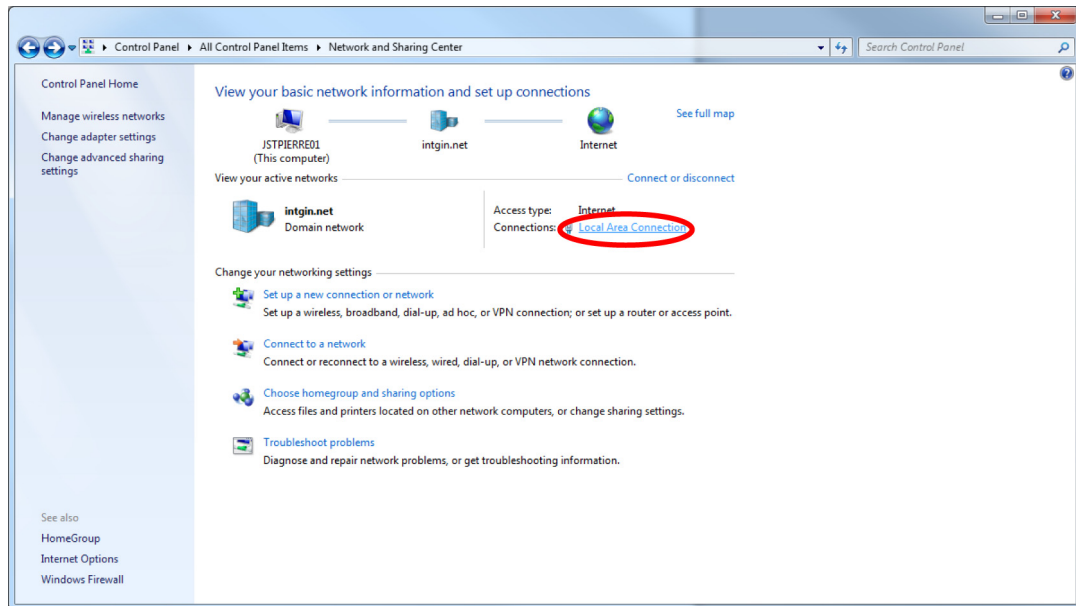 Control Panel ▸ All Control Panel Items ▸ Network and Sharing Center
Search Control Panel
Control Panel Home
Manage wireless networks
Change adapter settings
Change advanced sharing
settings
View your basic network information and set up connections
See full map
JSTPIERRE01
(This computer)
intgin.net
Internet
View your active networks
Connect or disconnect
intgin.net
Domain network
Access type: Internet
Connections: Local Area Connection
Change your networking settings
Set up a new connection or network
Set up a wireless, broadband, dial-up, ad hoc, or VPN connection; or set up a router or access point.
Connect to a network
Connect or reconnect to a wireless, wired, dial-up, or VPN network connection.
Choose homegroup and sharing options
Access files and printers located on other network computers, or change sharing settings.
Troubleshoot problems
Diagnose and repair network problems, or get troubleshooting information.
See also
HomeGroup
Internet Options
Windows Firewall